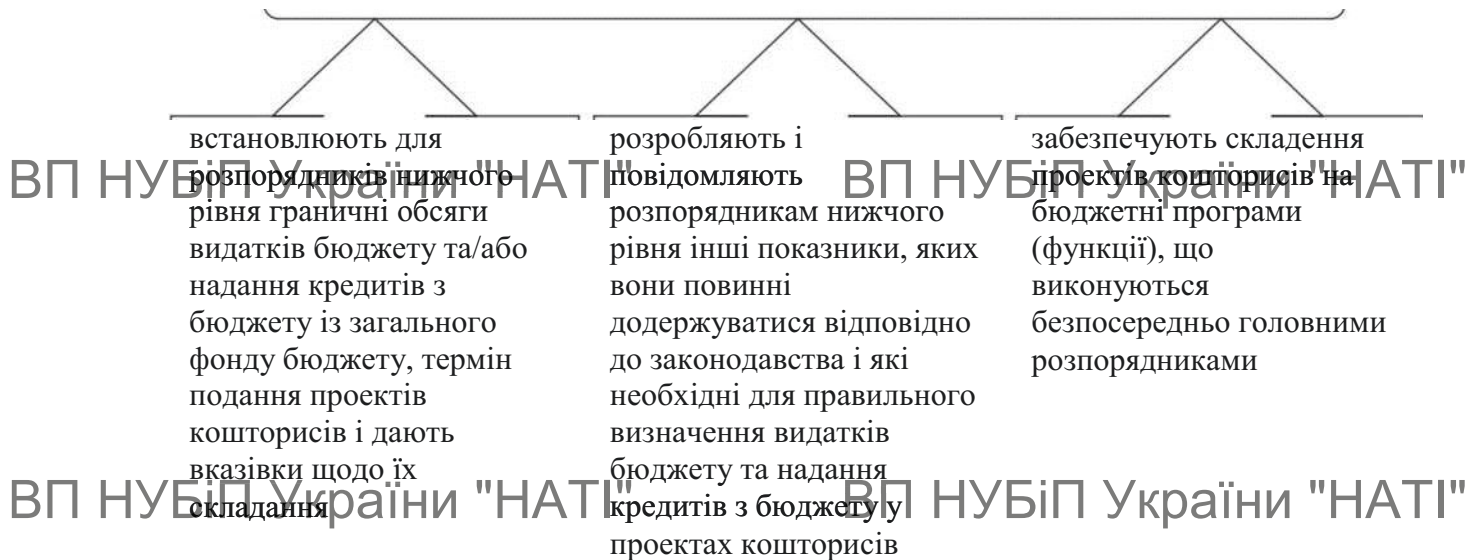 встановлюють для
розпорядників нижчого
рівня граничні обсяги
видатків бюджету та/або
надання кредитів з
бюджету із загального
фонду бюджету, термін
подання проектів
кошторисів і дають
вказівки щодо їх
складання
розробляють і
повідомляють
розпорядникам нижчого
рівня інші показники, яких
вони повинні
додержуватися відповідно
до законодавства і які
необхідні для правильного
визначення видатків
бюджету та надання
кредитів з бюджету у
проектах кошторисів
забезпечують складення
проектів кошторисів на
бюджетні програми
(функції), що
виконуються
безпосередньо головними
розпорядниками
ВП НУБіП України "НАТІ"
ВП НУБіП України "НАТІ"
ВП НУБіП України "НАТІ"
ВП НУБіП України "НАТІ"